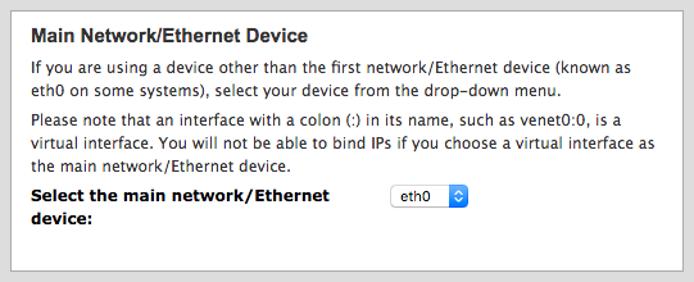 Main Network/Ethernet Device
If you are using a device other than the first network/Ethernet device (known as
eth0 on some systems), select your device from the drop-down menu.
Please note that an interface with a colon (:) in its name, such as venet0:0, is a
virtual interface. You will not be able to bind IPs if you choose a virtual interface as
the main network/Ethernet device.
Select the main network/Ethernet eth0
device: